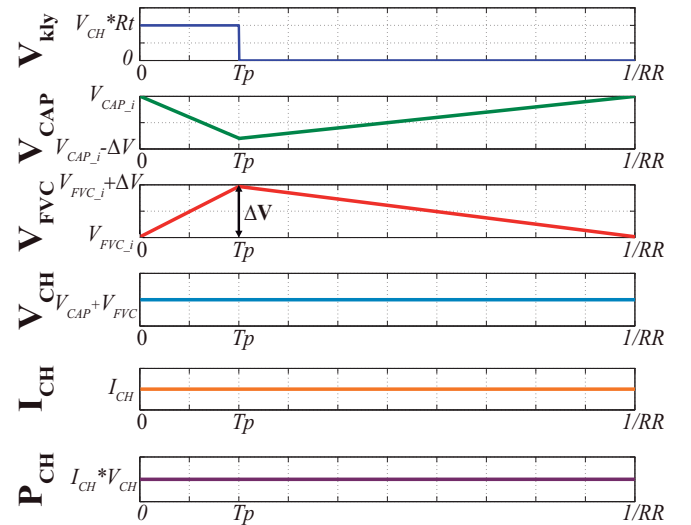 V_kly
V_CH*Rt
0
0 Tp 1/RR
V_CAP
V_CAP_i
V_CAP_i-ΔV
0 Tp 1/RR
V_FVC
V_FVC_i+ΔV
ΔV
V_FVC_i
0 Tp 1/RR
V_CH
V_CAP+V_FVC
0 Tp 1/RR
I_CH
I_CH
0 Tp 1/RR
P_CH
I_CH*V_CH
0 Tp 1/RR